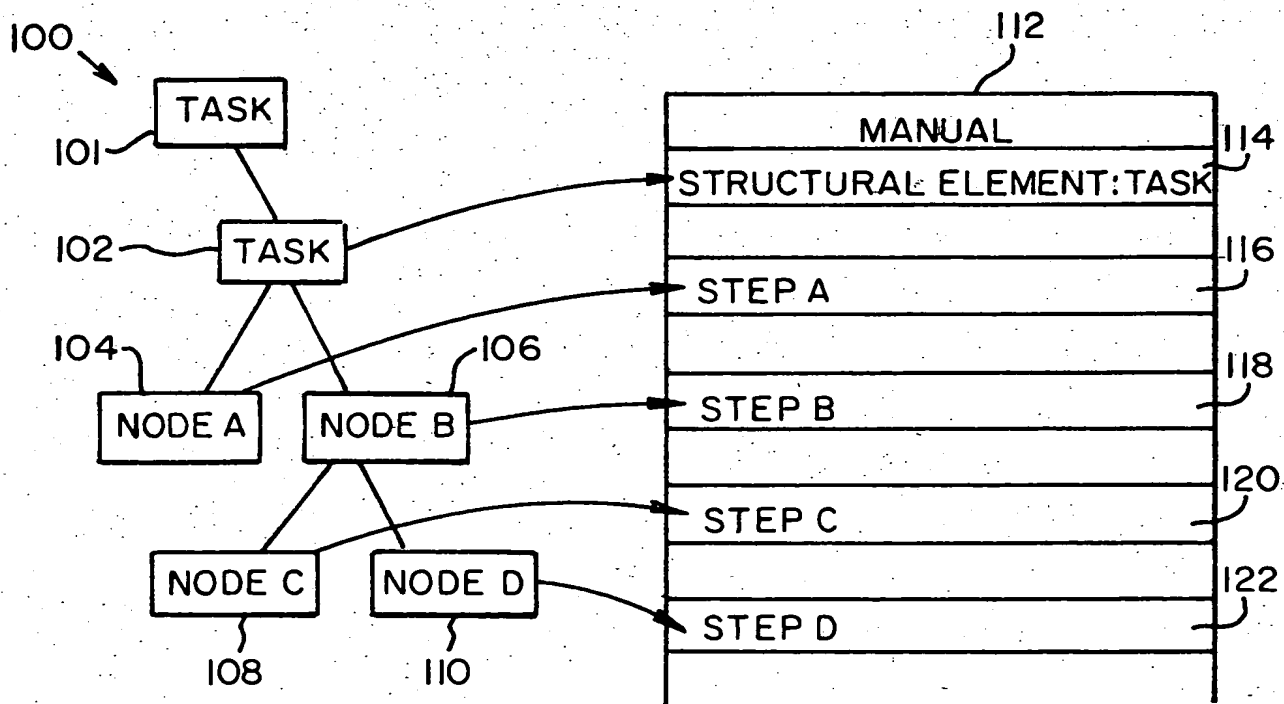 100
112
TASK
101
MANUAL
114
STRUCTURAL ELEMENT: TASK
102
TASK
116
STEP A
104
106
118
NODE A
NODE B
STEP B
120
STEP C
NODE C
NODE D
122
STEP D
108
110